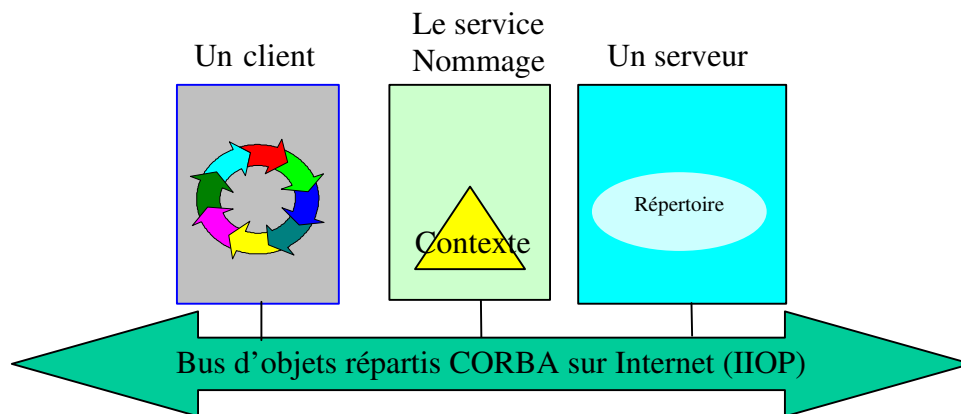 Un client
Le service
Nommage
Un serveur
Contexte
Répertoire
Bus d’objets répartis CORBA sur Internet (IIOP)